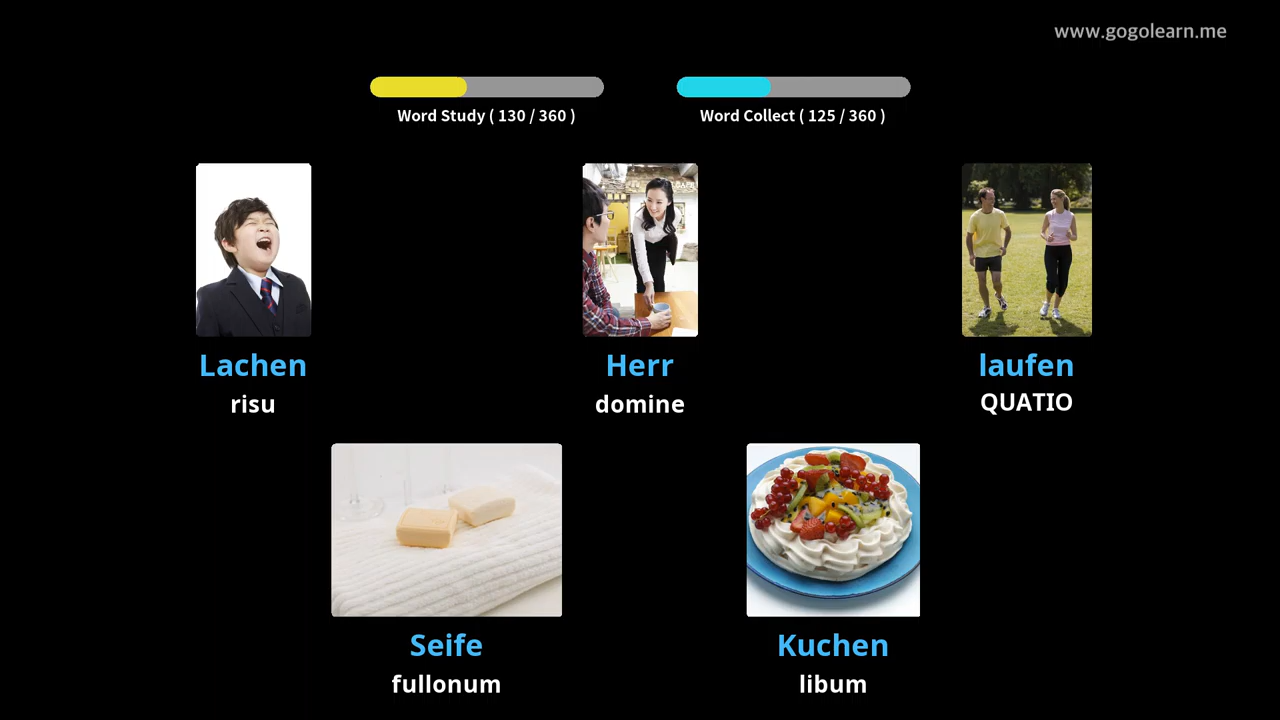 www.gogolearn.me
Word Study ( 130 / 360 )
Word Collect ( 125 / 360 )
Lachen
risu
Herr
domine
laufen
QUATIO
Seife
fullonum
Kuchen
libum